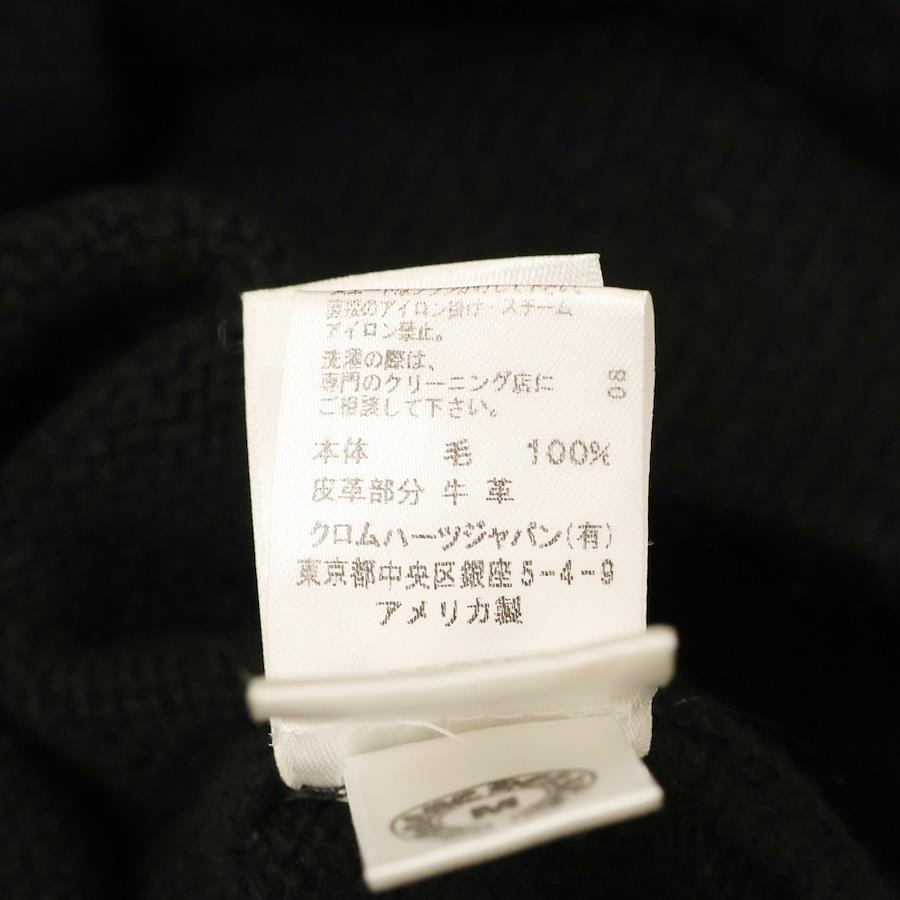 直接のアイロン掛け・スチーム
アイロン禁止。
洗濯の際は、
専門のクリーニング店に
ご相談して下さい。
80
本体 毛 100%
皮革部分 牛 革
クロムハーツジャパン(有)
東京都中央区銀座5-4-9
アメリカ製
M